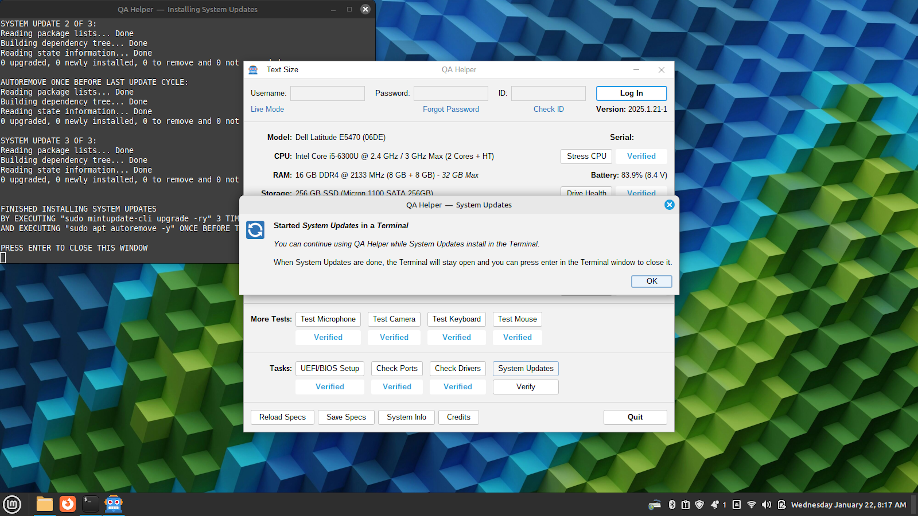 QA Helper — Installing System Updates
SYSTEM UPDATE 2 OF 3:
Reading package lists... Done
Building dependency tree... Done
Reading state information... Done
0 upgraded, 0 newly installed, 0 to remove and 0 not
AUTOREMOVE ONCE BEFORE LAST UPDATE CYCLE:
Reading package lists... Done
Building dependency tree... Done
Reading state information... Done
0 upgraded, 0 newly installed, 0 to remove and 0 not
SYSTEM UPDATE 3 OF 3:
Reading package lists... Done
Building dependency tree... Done
Reading state information... Done
0 upgraded, 0 newly installed, 0 to remove and 0 not
FINISHED INSTALLING SYSTEM UPDATES
BY EXECUTING "sudo mintupdate-cli upgrade -ry" 3 TIM
AND EXECUTING "sudo apt autoremove -y" ONCE BEFORE T
PRESS ENTER TO CLOSE THIS WINDOW
Text Size QA Helper
Username: Password: ID: Log In
Live Mode Forgot Password Check ID Version: 2025.1.21-1
Model: Dell Latitude E5470 (06DE) Serial:
CPU: Intel Core i5-6300U @ 2.4 GHz / 3 GHz Max (2 Cores + HT) Stress CPU Verified
RAM: 16 GB DDR4 @ 2133 MHz (8 GB + 8 GB) - 32 GB Max Battery: 83.9% (8.4 V)
Storage: 256 GB SSD (Micron 1100 SATA 256GB) Drive Health Verified
QA Helper — System Updates
Started System Updates in a Terminal
You can continue using QA Helper while System Updates install in the Terminal.
When System Updates are done, the Terminal will stay open and you can press enter in the Terminal window to close it.
OK
More Tests: Test Microphone Test Camera Test Keyboard Test Mouse
Verified Verified Verified Verified
Tasks: UEFI/BIOS Setup Check Ports Check Drivers System Updates
Verified Verified Verified Verify
Reload Specs Save Specs System Info Credits Quit
1 Wednesday January 22, 8:17 AM